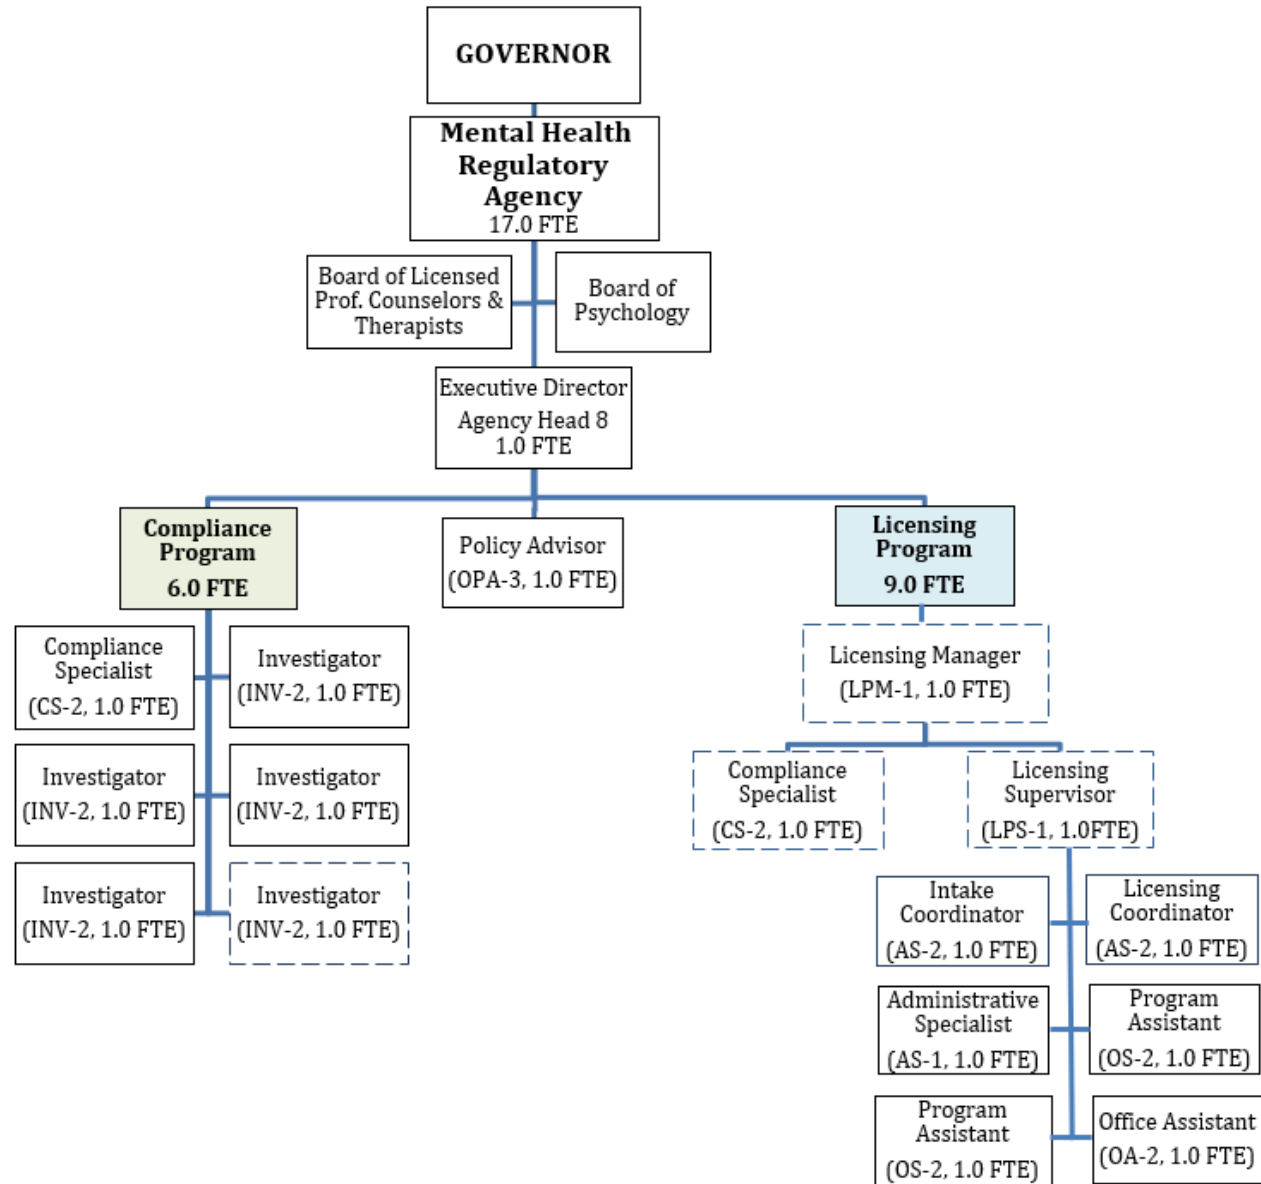 GOVERNOR
Mental Health
Regulatory
Agency
17.0 FTE
Board of Licensed
Prof. Counselors &
Therapists
Board of
Psychology
Executive Director
Agency Head 8
1.0 FTE
Compliance
Program
6.0 FTE
Policy Advisor
(OPA-3, 1.0 FTE)
Licensing
Program
9.0 FTE
Compliance
Specialist
(CS-2, 1.0 FTE)
Investigator
(INV-2, 1.0 FTE)
Investigator
(INV-2, 1.0 FTE)
Investigator
(INV-2, 1.0 FTE)
Investigator
(INV-2, 1.0 FTE)
Investigator
(INV-2, 1.0 FTE)
Licensing Manager
(LPM-1, 1.0 FTE)
Compliance
Specialist
(CS-2, 1.0 FTE)
Licensing
Supervisor
(LPS-1, 1.0FTE)
Intake
Coordinator
(AS-2, 1.0 FTE)
Licensing
Coordinator
(AS-2, 1.0 FTE)
Administrative
Specialist
(AS-1, 1.0 FTE)
Program
Assistant
(OS-2, 1.0 FTE)
Program
Assistant
(OS-2, 1.0 FTE)
Office Assistant
(OA-2, 1.0 FTE)